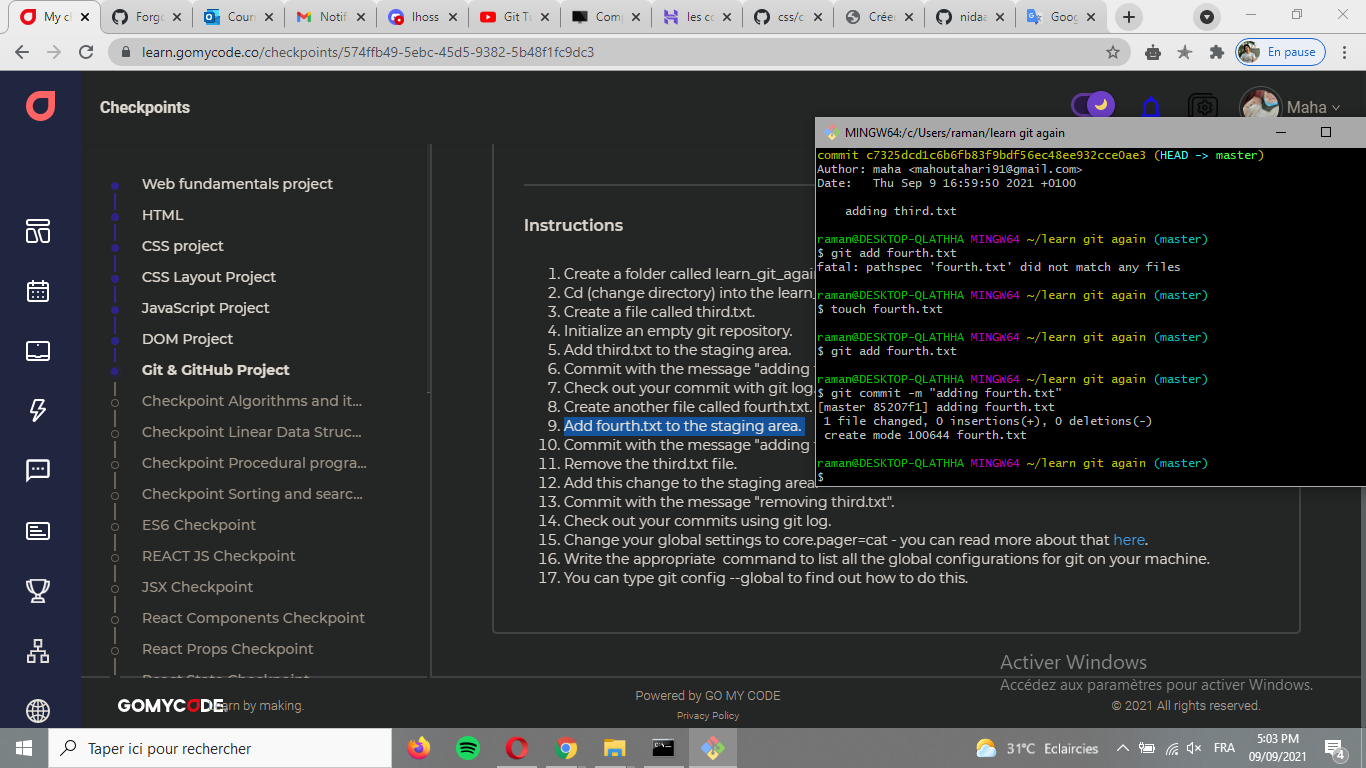 My c
Forgo
Cour
Notif
lhoss
Git Tu
Comp
les co
css/c
Crée
nida
Goog
learn.gomycode.co/checkpoints/574ffb49-5ebc-45d5-9382-5b48f1fc9dc3
En pause
Checkpoints
Maha
Web fundamentals project
HTML
CSS project
CSS Layout Project
JavaScript Project
DOM Project
Git & GitHub Project
Checkpoint Algorithms and it...
Checkpoint Linear Data Struc...
Checkpoint Procedural progra...
Checkpoint Sorting and searc...
ES6 Checkpoint
REACT JS Checkpoint
JSX Checkpoint
React Components Checkpoint
React Props Checkpoint
React State Checkpoint
Instructions
1. Create a folder called learn_git_agai
2. Cd (change directory) into the learn_
3. Create a file called third.txt.
4. Initialize an empty git repository.
5. Add third.txt to the staging area.
6. Commit with the message "adding
7. Check out your commit with git log.
8. Create another file called fourth.txt.
9. Add fourth.txt to the staging area.
10. Commit with the message "adding
11. Remove the third.txt file.
12. Add this change to the staging area.
13. Commit with the message "removing third.txt".
14. Check out your commits using git log.
15. Change your global settings to core.pager=cat - you can read more about that here.
16. Write the appropriate command to list all the global configurations for git on your machine.
17. You can type git config --global to find out how to do this.
MINGW64:/c/Users/raman/learn git again
commit c7325dcd1c6b6fb83f9bdf56ec48ee932cce0ae3 (HEAD -> master)
Author: maha <mahoutahari91@gmail.com>
Date: Thu Sep 9 16:59:50 2021 +0100
adding third.txt
raman@DESKTOP-QLATHHA MINGW64 ~/learn git again (master)
$ git add fourth.txt
fatal: pathspec 'fourth.txt' did not match any files
raman@DESKTOP-QLATHHA MINGW64 ~/learn git again (master)
$ touch fourth.txt
raman@DESKTOP-QLATHHA MINGW64 ~/learn git again (master)
$ git add fourth.txt
raman@DESKTOP-QLATHHA MINGW64 ~/learn git again (master)
$ git commit -m "adding fourth.txt"
[master 85207f1] adding fourth.txt
1 file changed, 0 insertions(+), 0 deletions(-)
create mode 100644 fourth.txt
raman@DESKTOP-QLATHHA MINGW64 ~/learn git again (master)
$
Activer Windows
Accédez aux paramètres pour activer Windows.
GOMYCODE Learn by making.
Powered by GO MY CODE
Privacy Policy
© 2021 All rights reserved.
Taper ici pour rechercher
31°C Eclaircies
FRA
5:03 PM
09/09/2021
4